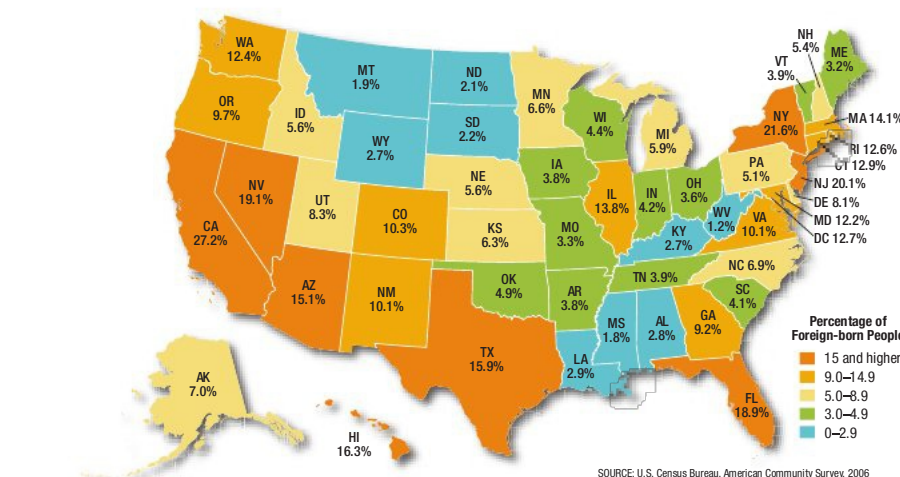 WA
12.4%
OR
9.7%
CA
27.2%
NV
19.1%
ID
5.6%
MT
1.9%
WY
2.7%
UT
8.3%
AZ
15.1%
CO
10.3%
NM
10.1%
ND
2.1%
SD
2.2%
NE
5.6%
KS
6.3%
OK
4.9%
TX
15.9%
MN
6.6%
IA
3.8%
MO
3.3%
AR
3.8%
LA
2.9%
WI
4.4%
IL
13.8%
MI
5.9%
IN
4.2%
OH
3.6%
KY
2.7%
TN 3.9%
MS
1.8%
AL
2.8%
GA
9.2%
FL
18.9%
SC
4.1%
NC 6.9%
VA
10.1%
WV
1.2%
PA
5.1%
NY
21.6%
VT
3.9%
NH
5.4%
ME
3.2%
MA 14.1%
RI 12.6%
CT 12.9%
NJ 20.1%
DE 8.1%
MD 12.2%
DC 12.7%
AK
7.0%
HI
16.3%
Percentage of
Foreign-born People
15 and higher
9.0–14.9
5.0–8.9
3.0–4.9
0–2.9
SOURCE: U.S. Census Bureau, American Community Survey, 2006